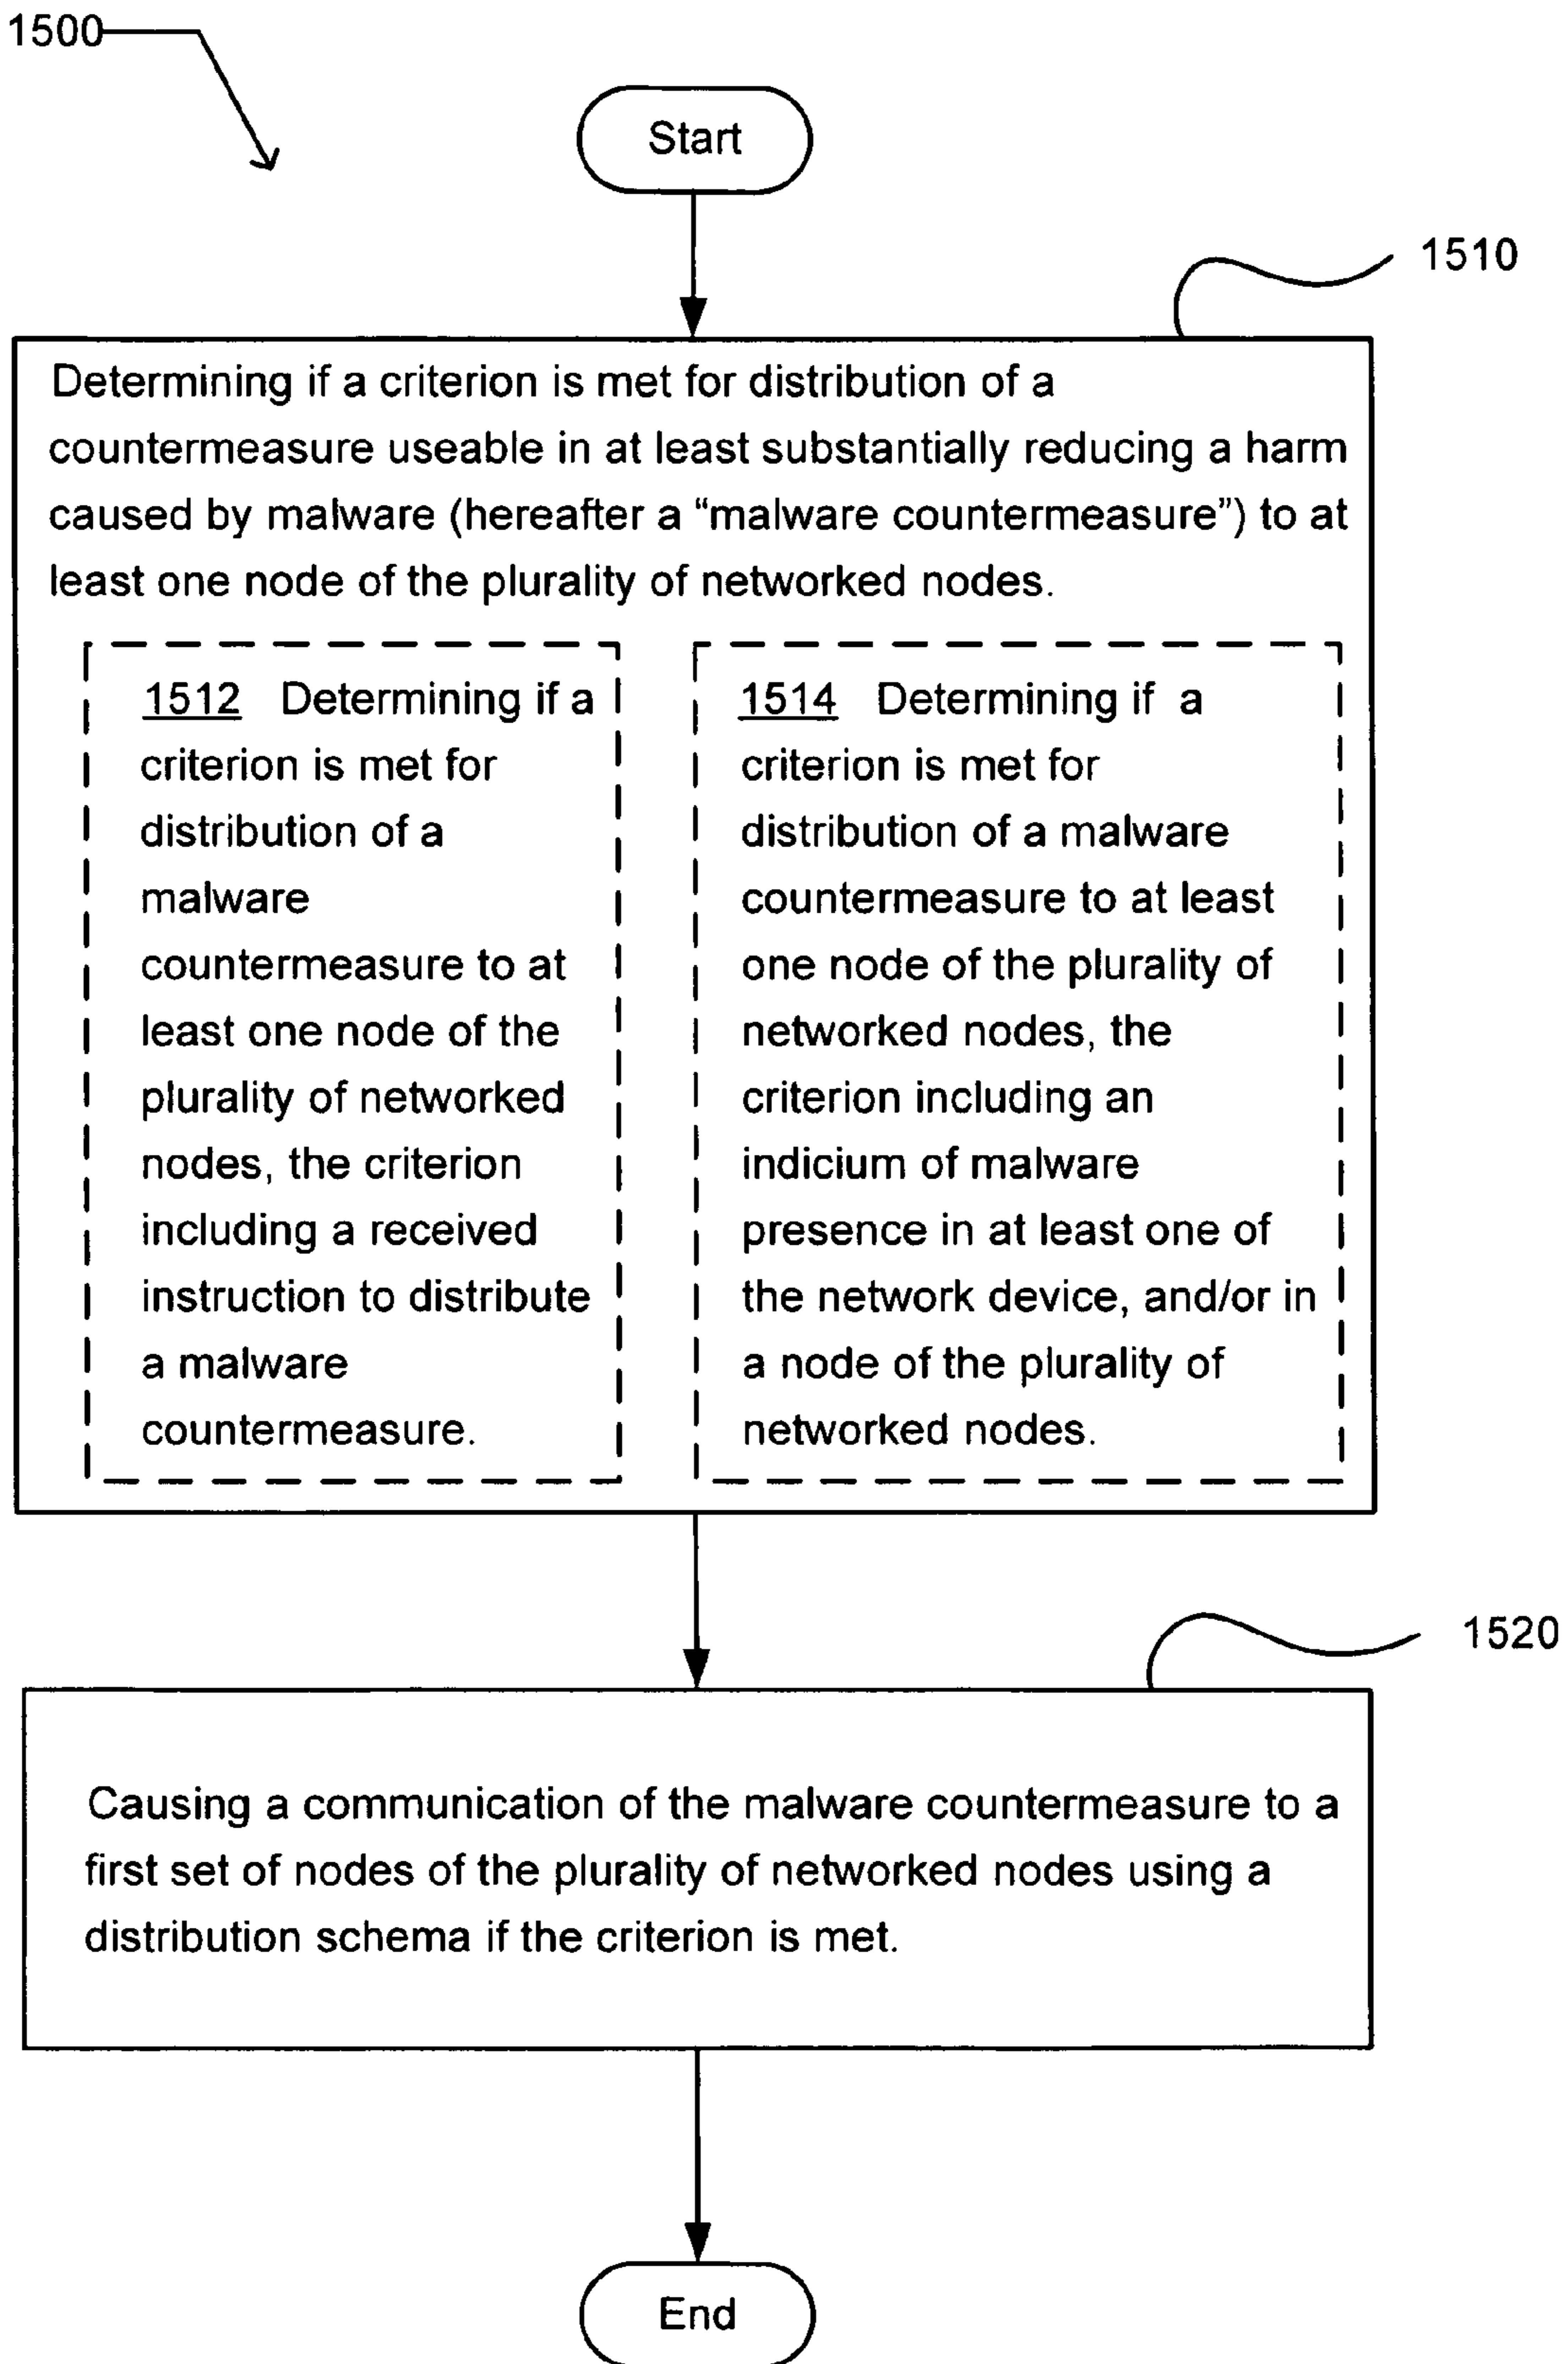 1500
Start
1510
Determining if a criterion is met for distribution of a
countermeasure useable in at least substantially reducing a harm
caused by malware (hereafter a “malware countermeasure”) to at
least one node of the plurality of networked nodes.
1512 Determining if a
criterion is met for
distribution of a
malware
countermeasure to at
least one node of the
plurality of networked
nodes, the criterion
including a received
instruction to distribute
a malware
countermeasure.
1514 Determining if a
criterion is met for
distribution of a malware
countermeasure to at least
one node of the plurality of
networked nodes, the
criterion including an
indicium of malware
presence in at least one of
the network device, and/or in
a node of the plurality of
networked nodes.
1520
Causing a communication of the malware countermeasure to a
first set of nodes of the plurality of networked nodes using a
distribution schema if the criterion is met.
End